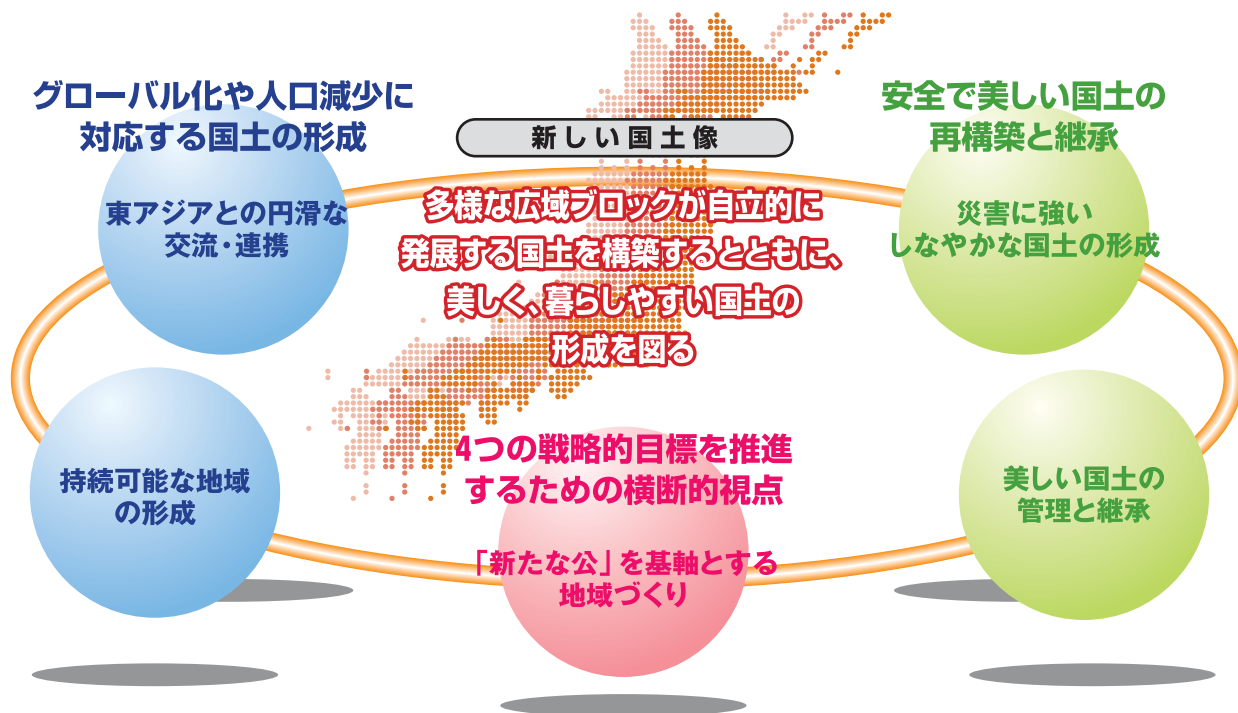 グローバル化や人口減少に
対応する国土の形成
東アジアとの円滑な
交流・連携
持続可能な地域
の形成
新しい国土像
多様な広域ブロックが自立的に
発展する国土を構築するとともに、
美しく、暮らしやすい国土の
形成を図る
4つの戦略的目標を推進
するための横断的視点
「新たな公」を基軸とする
地域づくり
安全で美しい国土の
再構築と継承
災害に強い
しなやかな国土の形成
美しい国土の
管理と継承